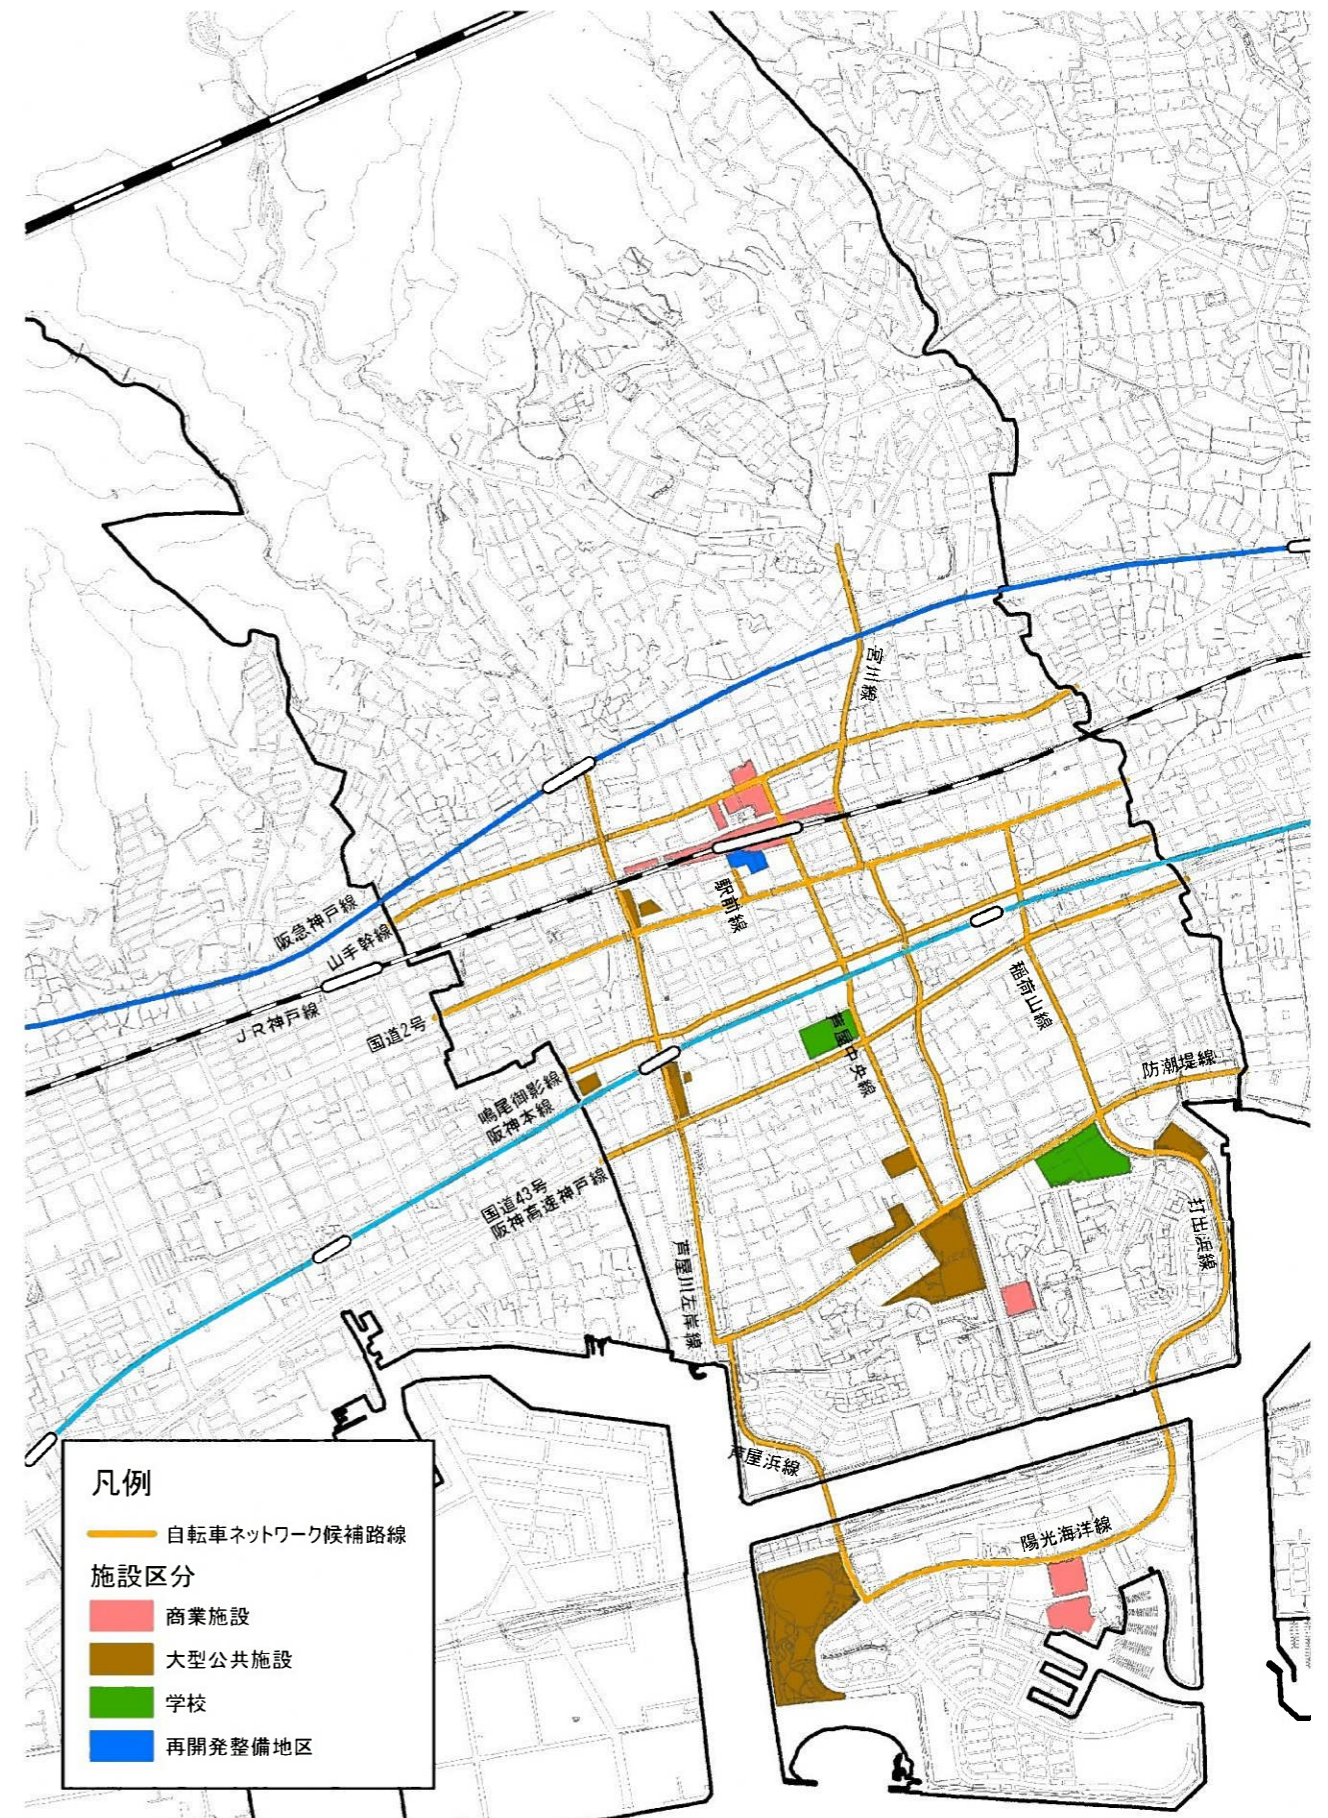 宮川線
阪急神戸線
山手幹線
駅前線
JR神戸線
国道2号
稲荷山線
芦屋中央線
防潮堤線
鳴尾御影線
阪神本線
国道43号
阪神高速神戸線
打出浜線
芦屋川左岸線
芦屋浜線
陽光海洋線
凡例
自転車ネットワーク候補路線
施設区分
商業施設
大型公共施設
学校
再開発整備地区